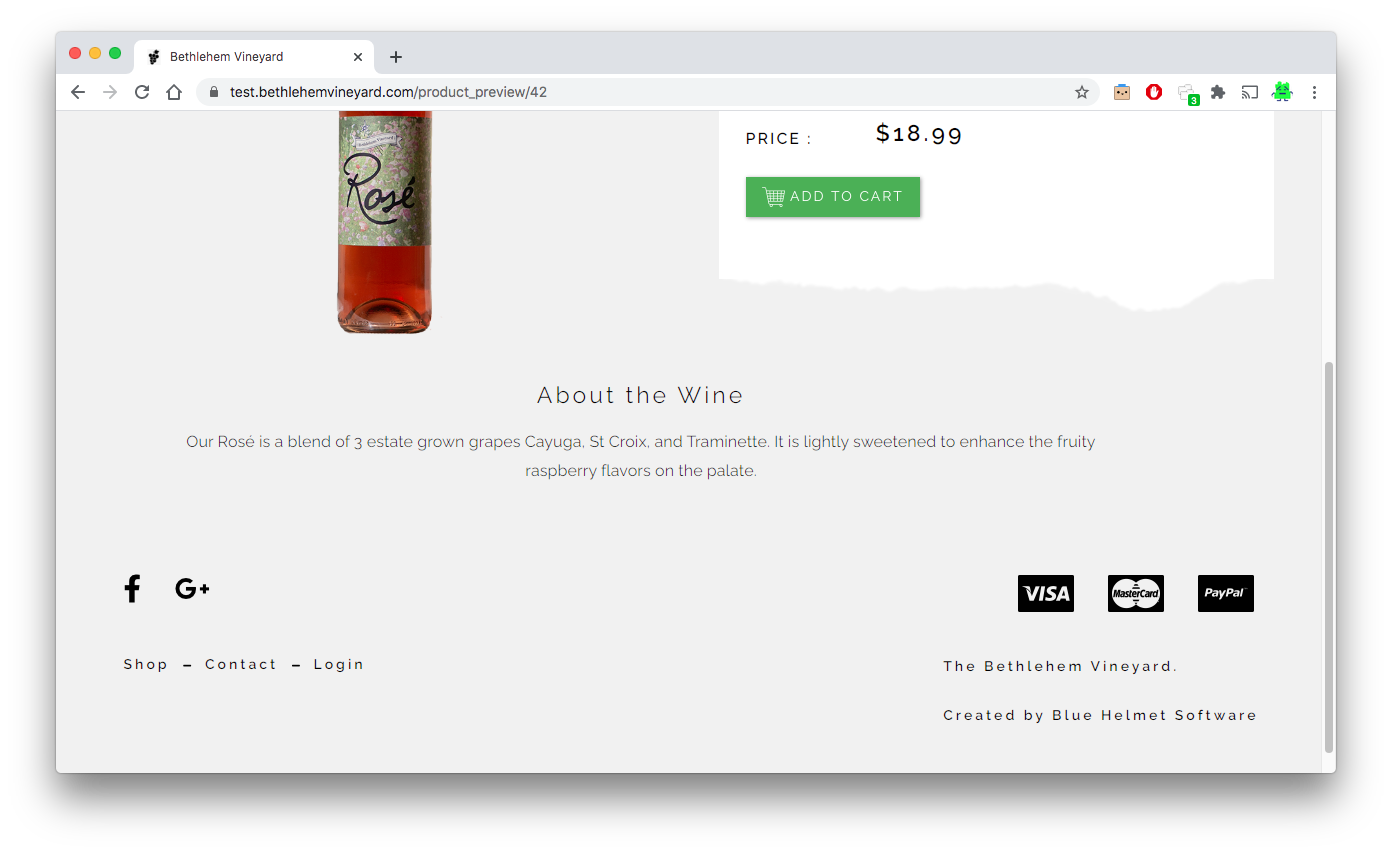 Bethlehem Vineyard
test.bethlehemvineyard.com/product_preview/42
3
Bethlehem Vineyard
Rosé
PRICE :
$18.99
ADD TO CART
About the Wine
Our Rosé is a blend of 3 estate grown grapes Cayuga, St Croix, and Traminette. It is lightly sweetened to enhance the fruity
raspberry flavors on the palate.
G+
VISA
MasterCard
PayPal
Shop – Contact – Login
The Bethlehem Vineyard.
Created by Blue Helmet Software